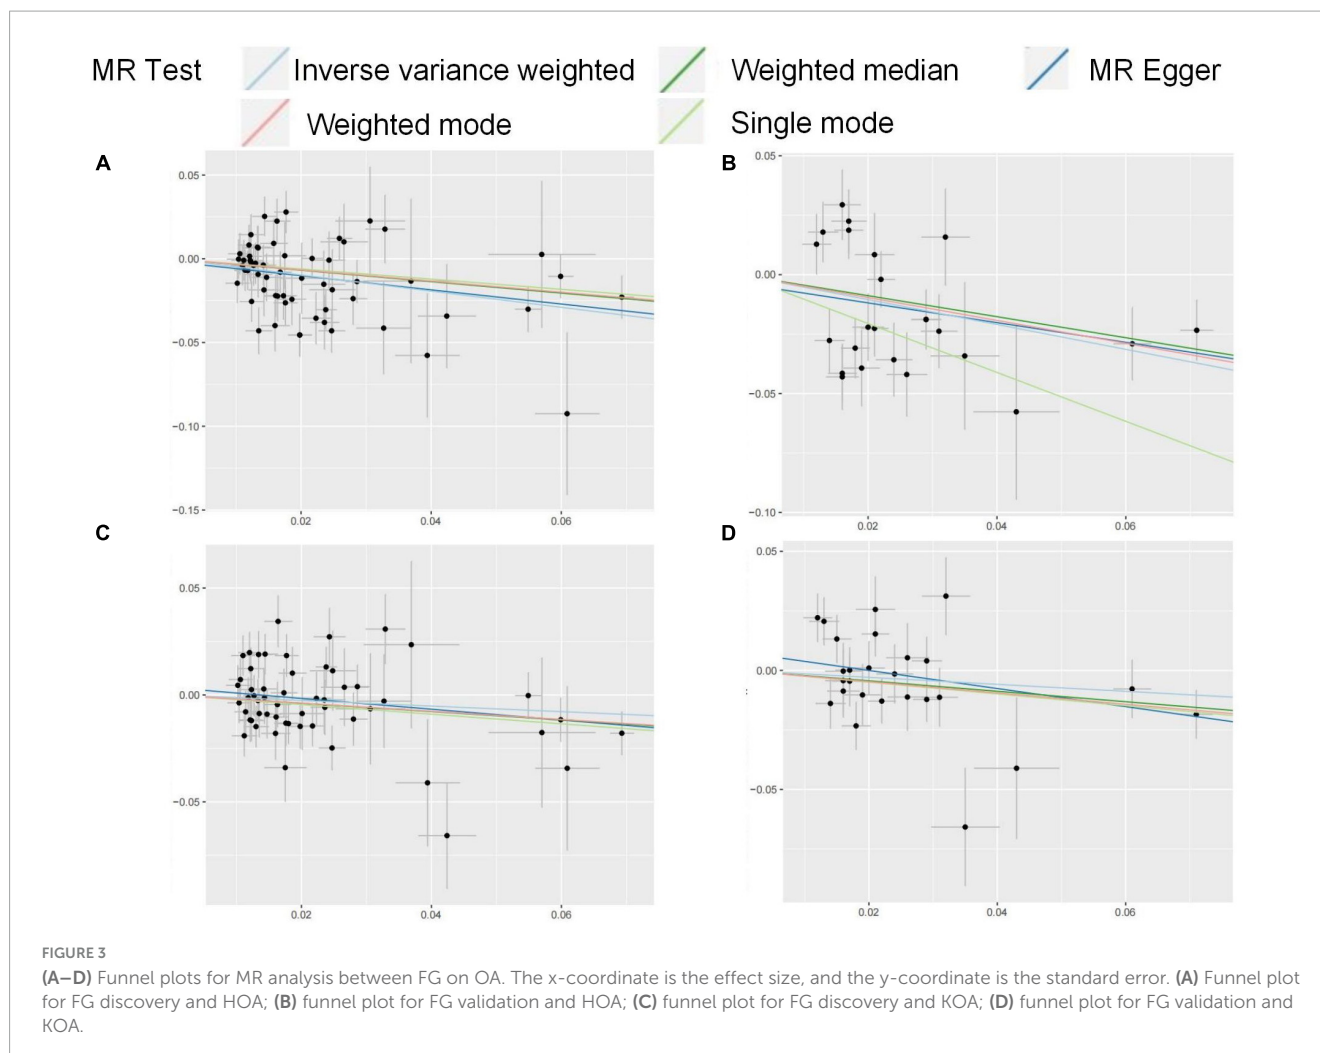 MR Test Inverse variance weighted Weighted median MR Egger
Weighted mode Single mode
A
0.05
0.00
−0.05
−0.10
−0.15
0.02 0.04 0.06
B
0.05
0.00
−0.05
−0.10
0.02 0.04 0.06
C
0.05
0.00
−0.05
0.02 0.04 0.06
D
0.05
0.00
−0.05
0.02 0.04 0.06
FIGURE 3
(A–D) Funnel plots for MR analysis between FG on OA. The x-coordinate is the effect size, and the y-coordinate is the standard error. (A) Funnel plot
for FG discovery and HOA; (B) funnel plot for FG validation and HOA; (C) funnel plot for FG discovery and KOA; (D) funnel plot for FG validation and
KOA.